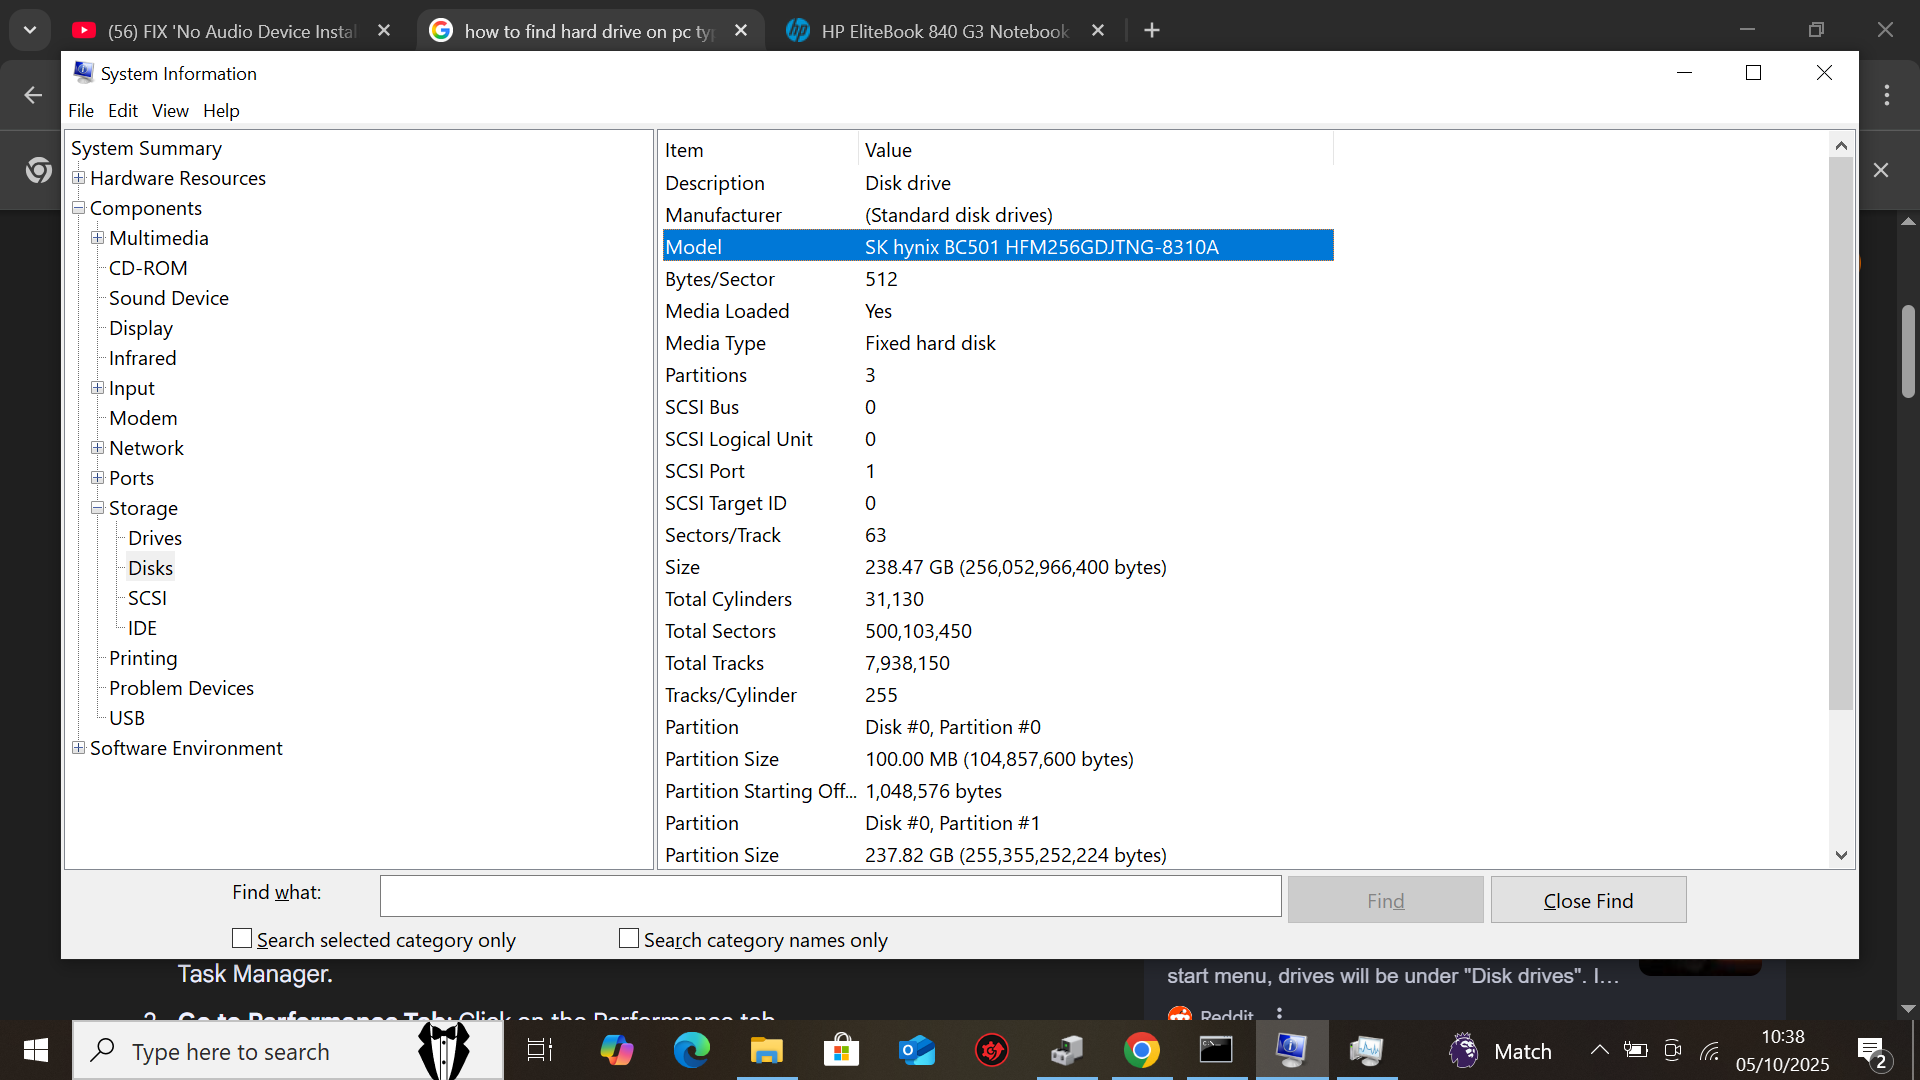 (56) FIX 'No Audio Device Instal
how to find hard drive on pc typ
HP EliteBook 840 G3 Notebook
System Information
File Edit View Help
System Summary
Hardware Resources
Components
Multimedia
CD-ROM
Sound Device
Display
Infrared
Input
Modem
Network
Ports
Storage
Drives
Disks
SCSI
IDE
Printing
Problem Devices
USB
Software Environment
Item Value
Description Disk drive
Manufacturer (Standard disk drives)
Model SK hynix BC501 HFM256GDJTNG-8310A
Bytes/Sector 512
Media Loaded Yes
Media Type Fixed hard disk
Partitions 3
SCSI Bus 0
SCSI Logical Unit 0
SCSI Port 1
SCSI Target ID 0
Sectors/Track 63
Size 238.47 GB (256,052,966,400 bytes)
Total Cylinders 31,130
Total Sectors 500,103,450
Total Tracks 7,938,150
Tracks/Cylinder 255
Partition Disk #0, Partition #0
Partition Size 100.00 MB (104,857,600 bytes)
Partition Starting Off... 1,048,576 bytes
Partition Disk #0, Partition #1
Partition Size 237.82 GB (255,355,252,224 bytes)
Find what:
Find
Close Find
Search selected category only
Search category names only
Task Manager.
start menu, drives will be under "Disk drives". I...
2. Go to Performance Tab: Click on the Performance tab
Reddit
Type here to search
Match
10:38
05/10/2025
2